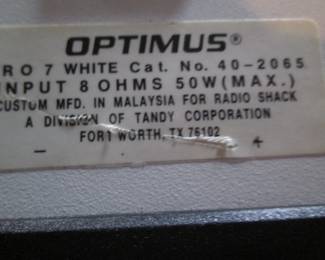 OPTIMUS®
RO 7 WHITE Cat. No. 40-2065
INPUT 8 OHMS 50W(MAX.)
CUSTOM MFD. IN MALAYSIA FOR RADIO SHACK
A DIVISION OF TANDY CORPORATION
FORT WORTH, TX 76102
- +